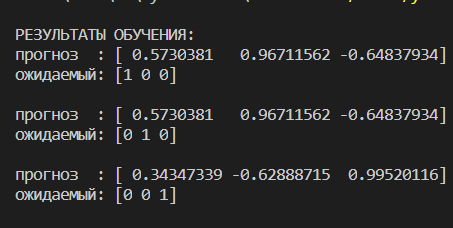 РЕЗУЛЬТАТЫ ОБУЧЕНИЯ:
прогноз  : [ 0.5730381   0.96711562 -0.64837934]
ожидаемый: [1 0 0]
прогноз  : [ 0.5730381   0.96711562 -0.64837934]
ожидаемый: [0 1 0]
прогноз  : [ 0.34347339 -0.62888715  0.99520116]
ожидаемый: [0 0 1]